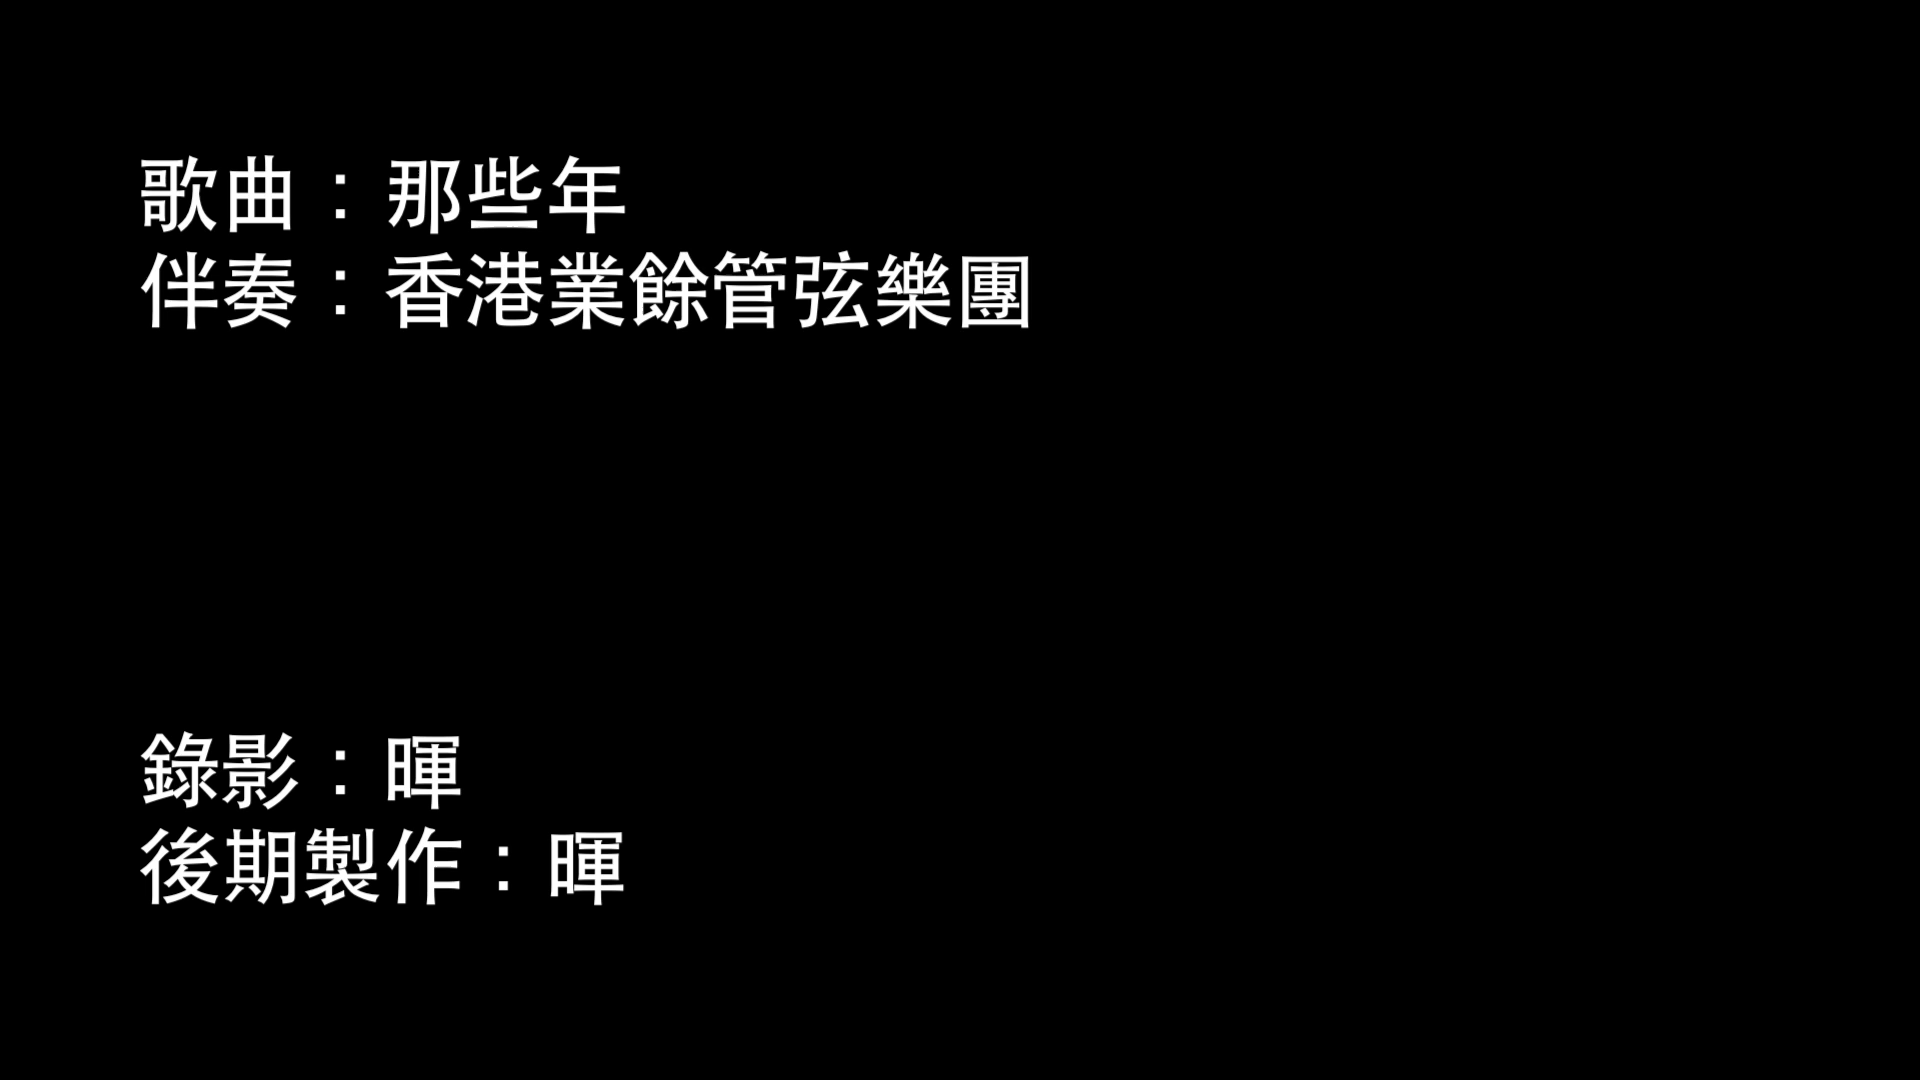 歌曲：那些年
伴奏：香港業餘管弦樂團
錄影：暉
後期製作：暉